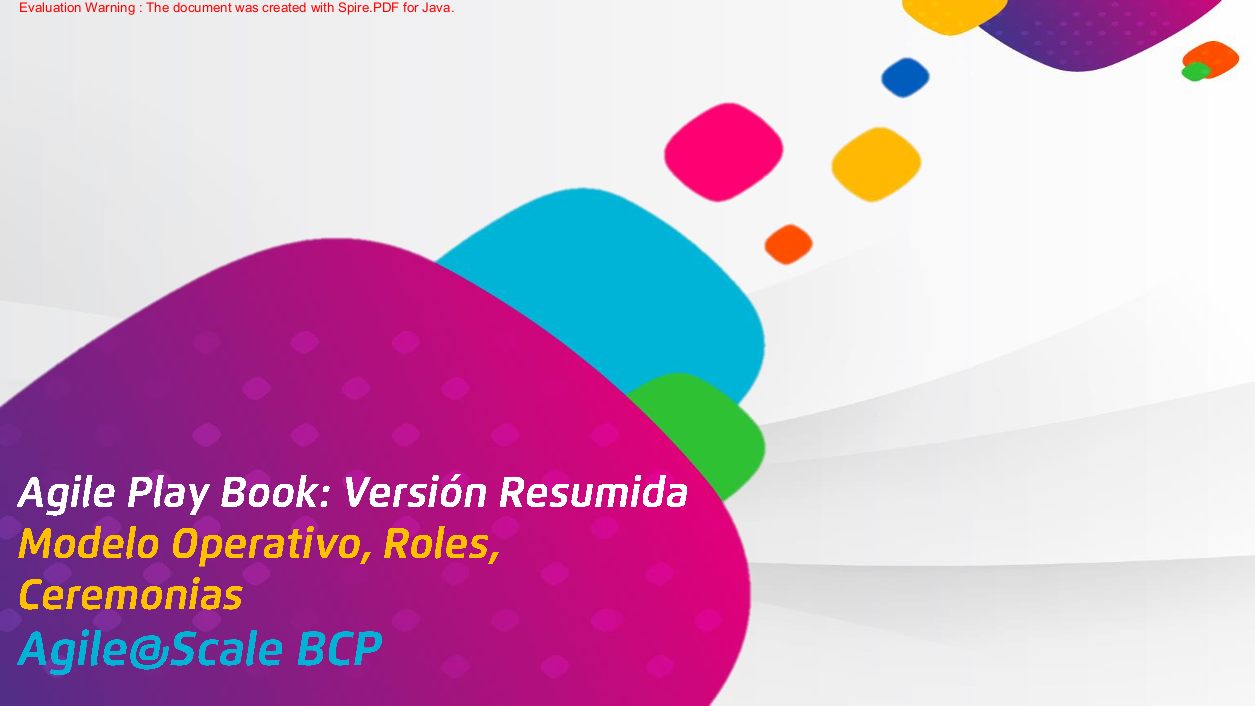 Evaluation Warning : The document was created with Spire.PDF for Java.
Agile Play Book: Versión Resumida
Modelo Operativo, Roles,
Ceremonias
Agile@Scale BCP